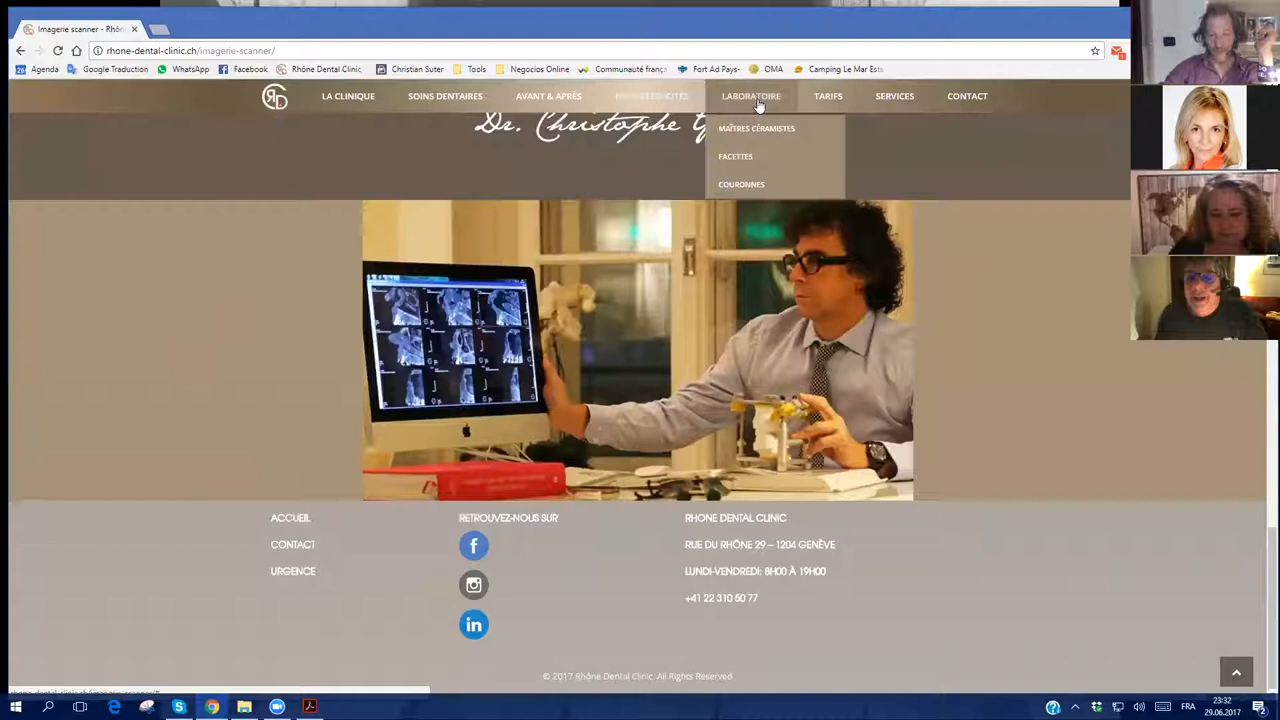 Imagerie scanner - Rhô
rhone-dental-clinic.ch/imagerie-scanner/
Agenda Google Traduction WhatsApp Facebook Rhône Dental Clinic Christian Suter Tools Negocios Online Communauté franç Fort Ad Pays- OMA Camping Le Mar Esta
LA CLINIQUE SOINS DENTAIRES AVANT & APRÈS LABORATOIRE TARIFS SERVICES CONTACT
Dr. Christophe
MAÎTRES CÉRAMISTES
FACETTES
COURONNES
ACCUEIL RETROUVEZ-NOUS SUR RHONE DENTAL CLINIC
CONTACT RUE DU RHÔNE 29 – 1204 GENÈVE
URGENCE LUNDI-VENDREDI: 8H00 À 19H00
+41 22 310 60 77
© 2017 Rhône Dental Clinic. All Rights Reserved
23:32
FRA
29.06.2017